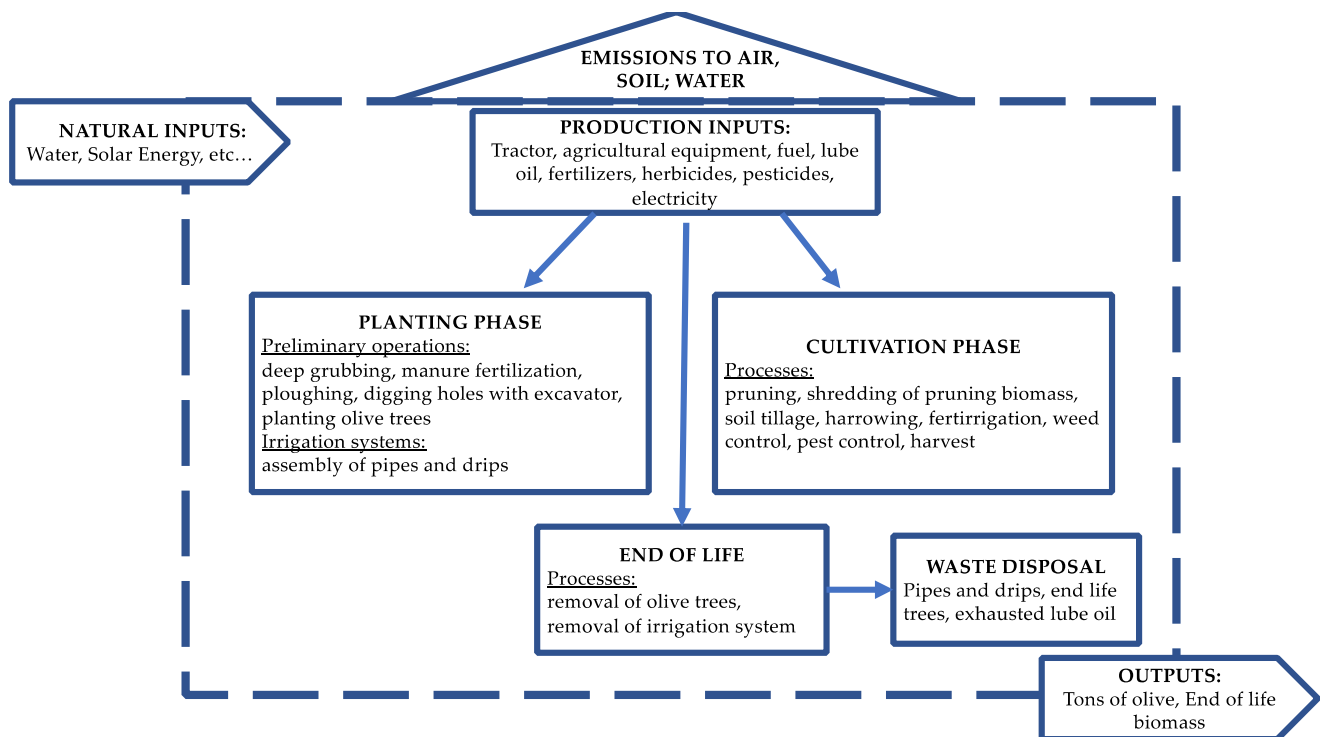 EMISSIONS TO AIR,
SOIL; WATER
NATURAL INPUTS:
Water, Solar Energy, etc…
PRODUCTION INPUTS:
Tractor, agricultural equipment, fuel, lube
oil, fertilizers, herbicides, pesticides,
electricity
PLANTING PHASE
Preliminary operations:
deep grubbing, manure fertilization,
ploughing, digging holes with excavator,
planting olive trees
Irrigation systems:
assembly of pipes and drips
CULTIVATION PHASE
Processes:
pruning, shredding of pruning biomass,
soil tillage, harrowing, fertirrigation, weed
control, pest control, harvest
END OF LIFE
Processes:
removal of olive trees,
removal of irrigation system
WASTE DISPOSAL
Pipes and drips, end life
trees, exhausted lube oil
OUTPUTS:
Tons of olive, End of life
biomass